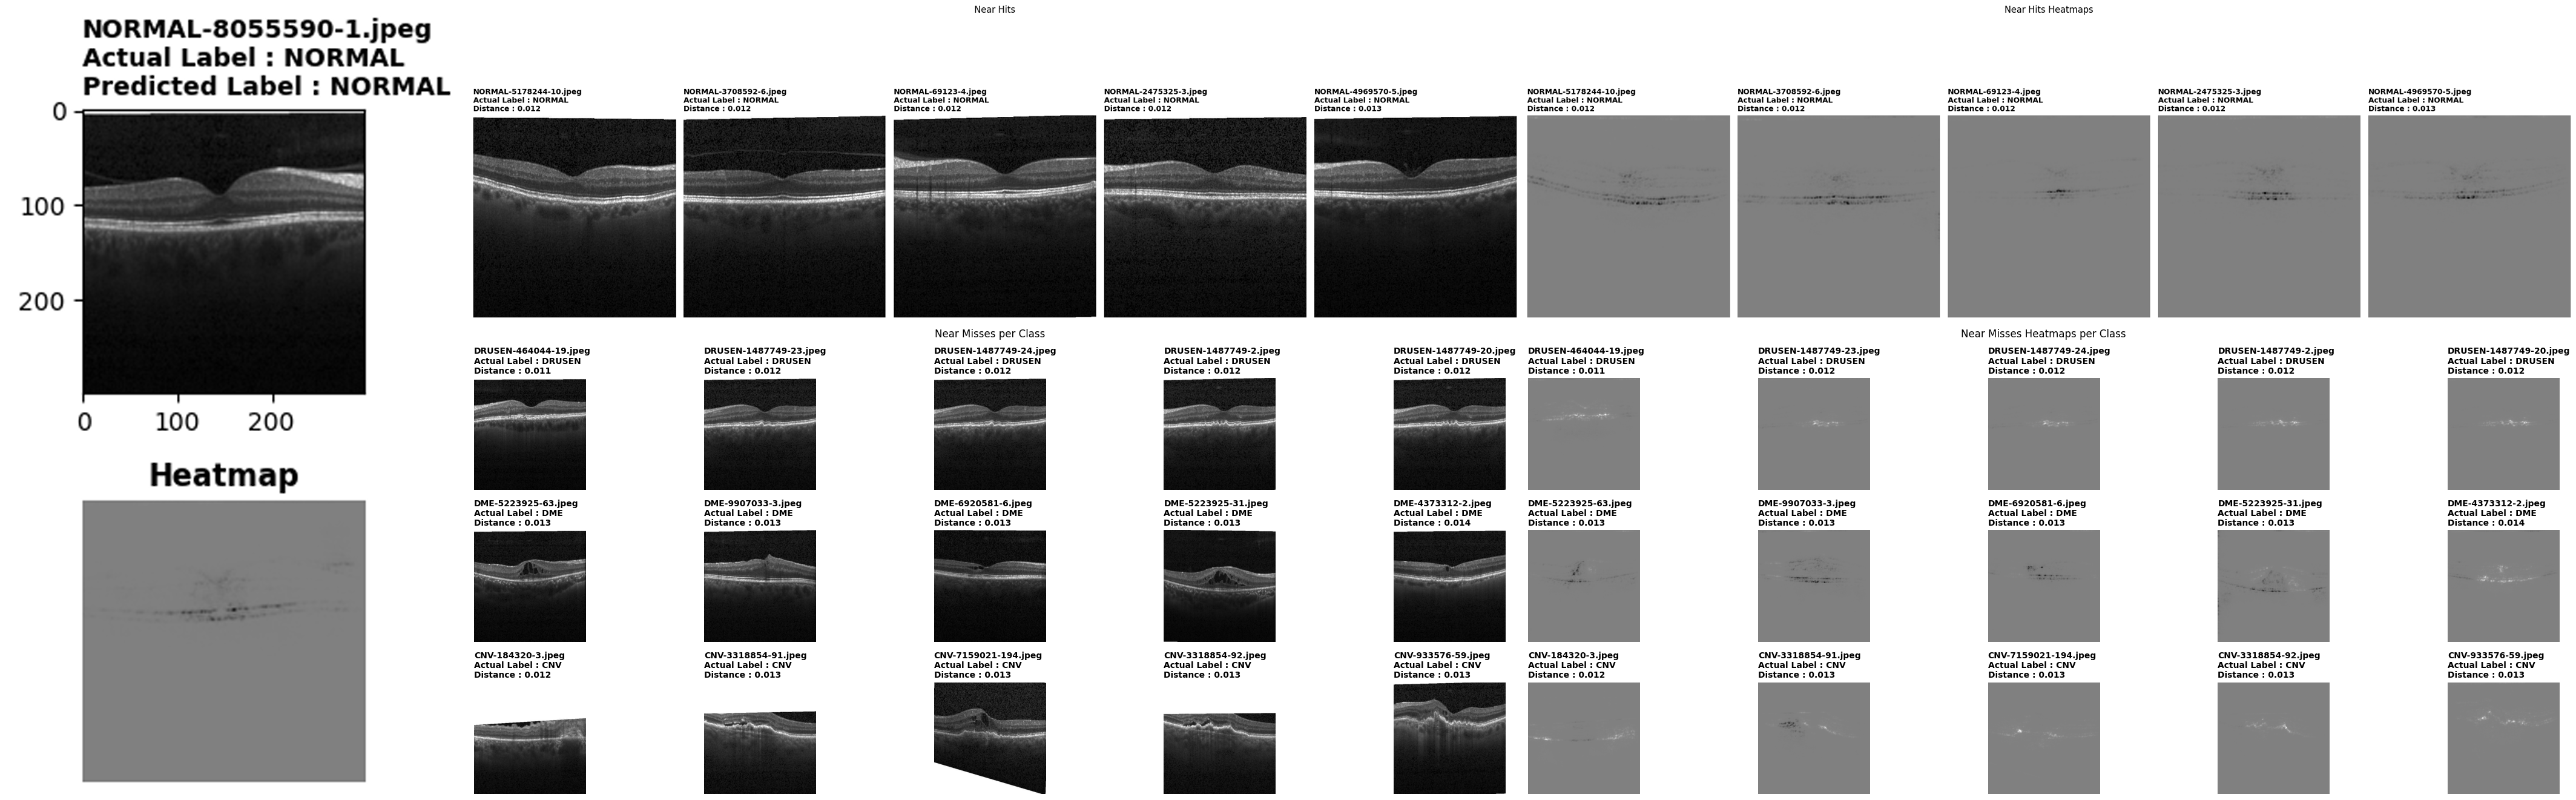 NORMAL-8055590-1.jpeg
Actual Label : NORMAL
Predicted Label : NORMAL
0
100
200
0
100
200
Heatmap
Near Hits
NORMAL-5178244-10.jpeg
Actual Label : NORMAL
Distance : 0.012
NORMAL-3708592-6.jpeg
Actual Label : NORMAL
Distance : 0.012
NORMAL-69123-4.jpeg
Actual Label : NORMAL
Distance : 0.012
NORMAL-2475325-3.jpeg
Actual Label : NORMAL
Distance : 0.012
NORMAL-4969570-5.jpeg
Actual Label : NORMAL
Distance : 0.013
Near Hits Heatmaps
NORMAL-5178244-10.jpeg
Actual Label : NORMAL
Distance : 0.012
NORMAL-3708592-6.jpeg
Actual Label : NORMAL
Distance : 0.012
NORMAL-69123-4.jpeg
Actual Label : NORMAL
Distance : 0.012
NORMAL-2475325-3.jpeg
Actual Label : NORMAL
Distance : 0.012
NORMAL-4969570-5.jpeg
Actual Label : NORMAL
Distance : 0.013
Near Misses per Class
DRUSEN-464044-19.jpeg
Actual Label : DRUSEN
Distance : 0.011
DRUSEN-1487749-23.jpeg
Actual Label : DRUSEN
Distance : 0.012
DRUSEN-1487749-24.jpeg
Actual Label : DRUSEN
Distance : 0.012
DRUSEN-1487749-2.jpeg
Actual Label : DRUSEN
Distance : 0.012
DRUSEN-1487749-20.jpeg
Actual Label : DRUSEN
Distance : 0.012
DME-5223925-63.jpeg
Actual Label : DME
Distance : 0.013
DME-9907033-3.jpeg
Actual Label : DME
Distance : 0.013
DME-6920581-6.jpeg
Actual Label : DME
Distance : 0.013
DME-5223925-31.jpeg
Actual Label : DME
Distance : 0.013
DME-4373312-2.jpeg
Actual Label : DME
Distance : 0.014
CNV-184320-3.jpeg
Actual Label : CNV
Distance : 0.012
CNV-3318854-91.jpeg
Actual Label : CNV
Distance : 0.013
CNV-7159021-194.jpeg
Actual Label : CNV
Distance : 0.013
CNV-3318854-92.jpeg
Actual Label : CNV
Distance : 0.013
CNV-933576-59.jpeg
Actual Label : CNV
Distance : 0.013
Near Misses Heatmaps per Class
DRUSEN-464044-19.jpeg
Actual Label : DRUSEN
Distance : 0.011
DRUSEN-1487749-23.jpeg
Actual Label : DRUSEN
Distance : 0.012
DRUSEN-1487749-24.jpeg
Actual Label : DRUSEN
Distance : 0.012
DRUSEN-1487749-2.jpeg
Actual Label : DRUSEN
Distance : 0.012
DRUSEN-1487749-20.jpeg
Actual Label : DRUSEN
Distance : 0.012
DME-5223925-63.jpeg
Actual Label : DME
Distance : 0.013
DME-9907033-3.jpeg
Actual Label : DME
Distance : 0.013
DME-6920581-6.jpeg
Actual Label : DME
Distance : 0.013
DME-5223925-31.jpeg
Actual Label : DME
Distance : 0.013
DME-4373312-2.jpeg
Actual Label : DME
Distance : 0.014
CNV-184320-3.jpeg
Actual Label : CNV
Distance : 0.012
CNV-3318854-91.jpeg
Actual Label : CNV
Distance : 0.013
CNV-7159021-194.jpeg
Actual Label : CNV
Distance : 0.013
CNV-3318854-92.jpeg
Actual Label : CNV
Distance : 0.013
CNV-933576-59.jpeg
Actual Label : CNV
Distance : 0.013